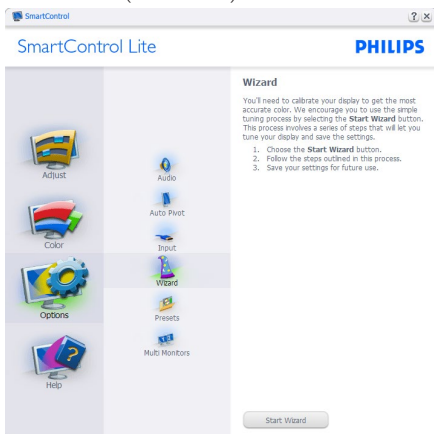 SmartControl
? X
SmartControl Lite
PHILIPS
Adjust
Color
Options
Help
Audio
Auto Pivot
Input
Wizard
Presets
Multi Monitors
Wizard
You'll need to calibrate your display to get the most
accurate color. We encourage you to use the simple
tuning process by selecting the Start Wizard button.
This process involves a series of steps that will let you
tune your display and save the settings.
1. Choose the Start Wizard button.
2. Follow the steps outlined in this process.
3. Save your settings for future use.
Start Wizard